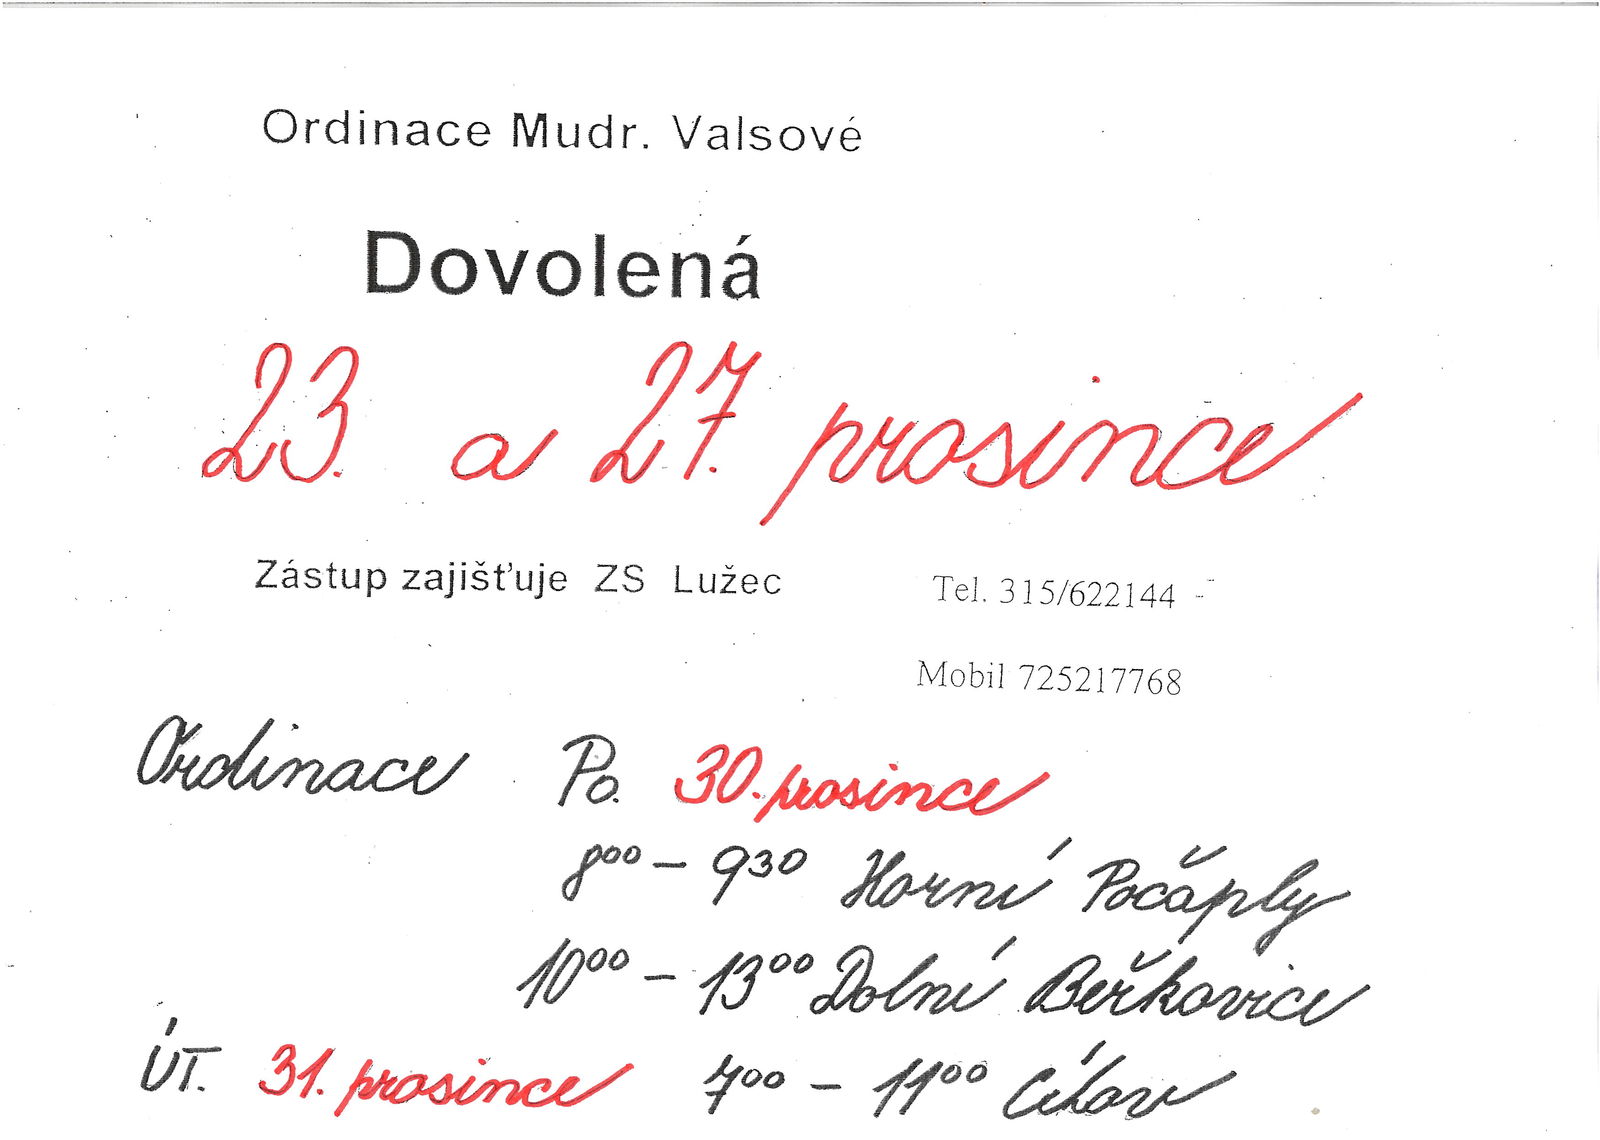 Ordinace Mudr. Valsové
Dovolená
23. a 27. prosince
Zástup zajišťuje ZS Lužec Tel. 315/622144 -
Mobil 725217768
Ordinace Po. 30. prosince
8⁰⁰ – 9³⁰ Horní Počáply
10⁰⁰ – 13⁰⁰ Dolní Beřkovice
ÚT. 31. prosince 7⁰⁰ – 11⁰⁰ Cítov